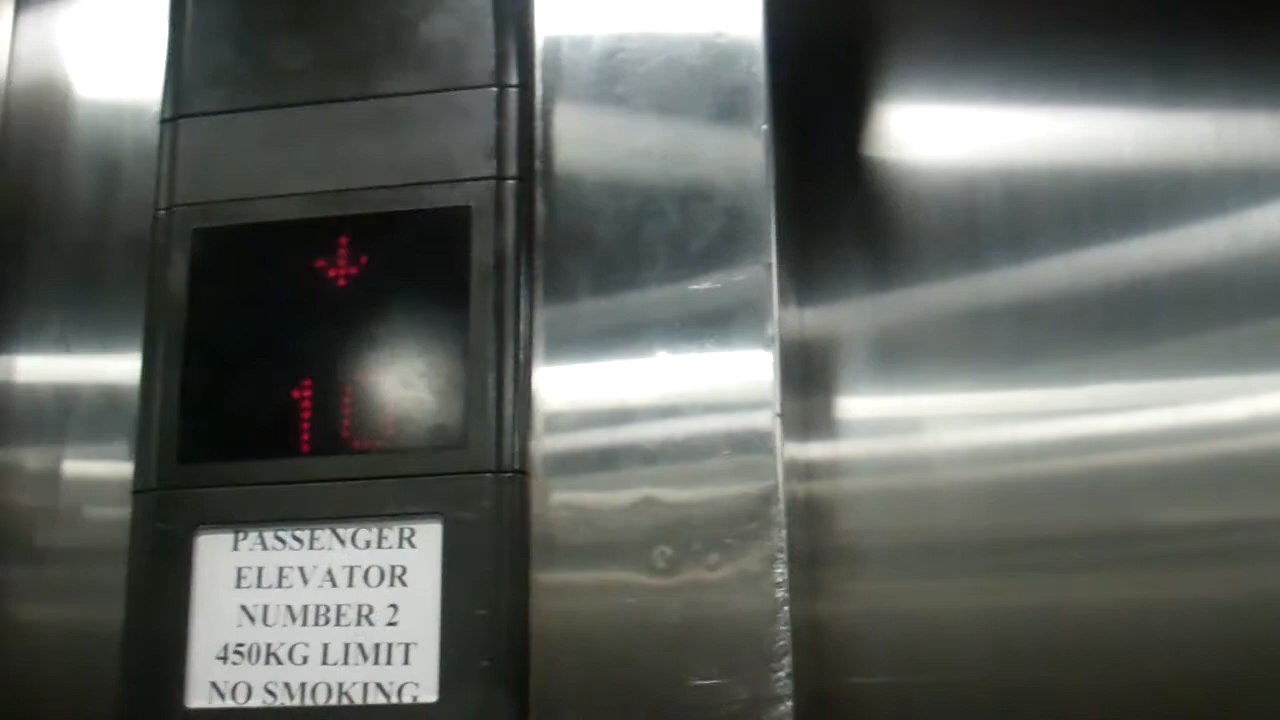 PASSENGER
ELEVATOR
NUMBER 2
450KG LIMIT
NO SMOKING